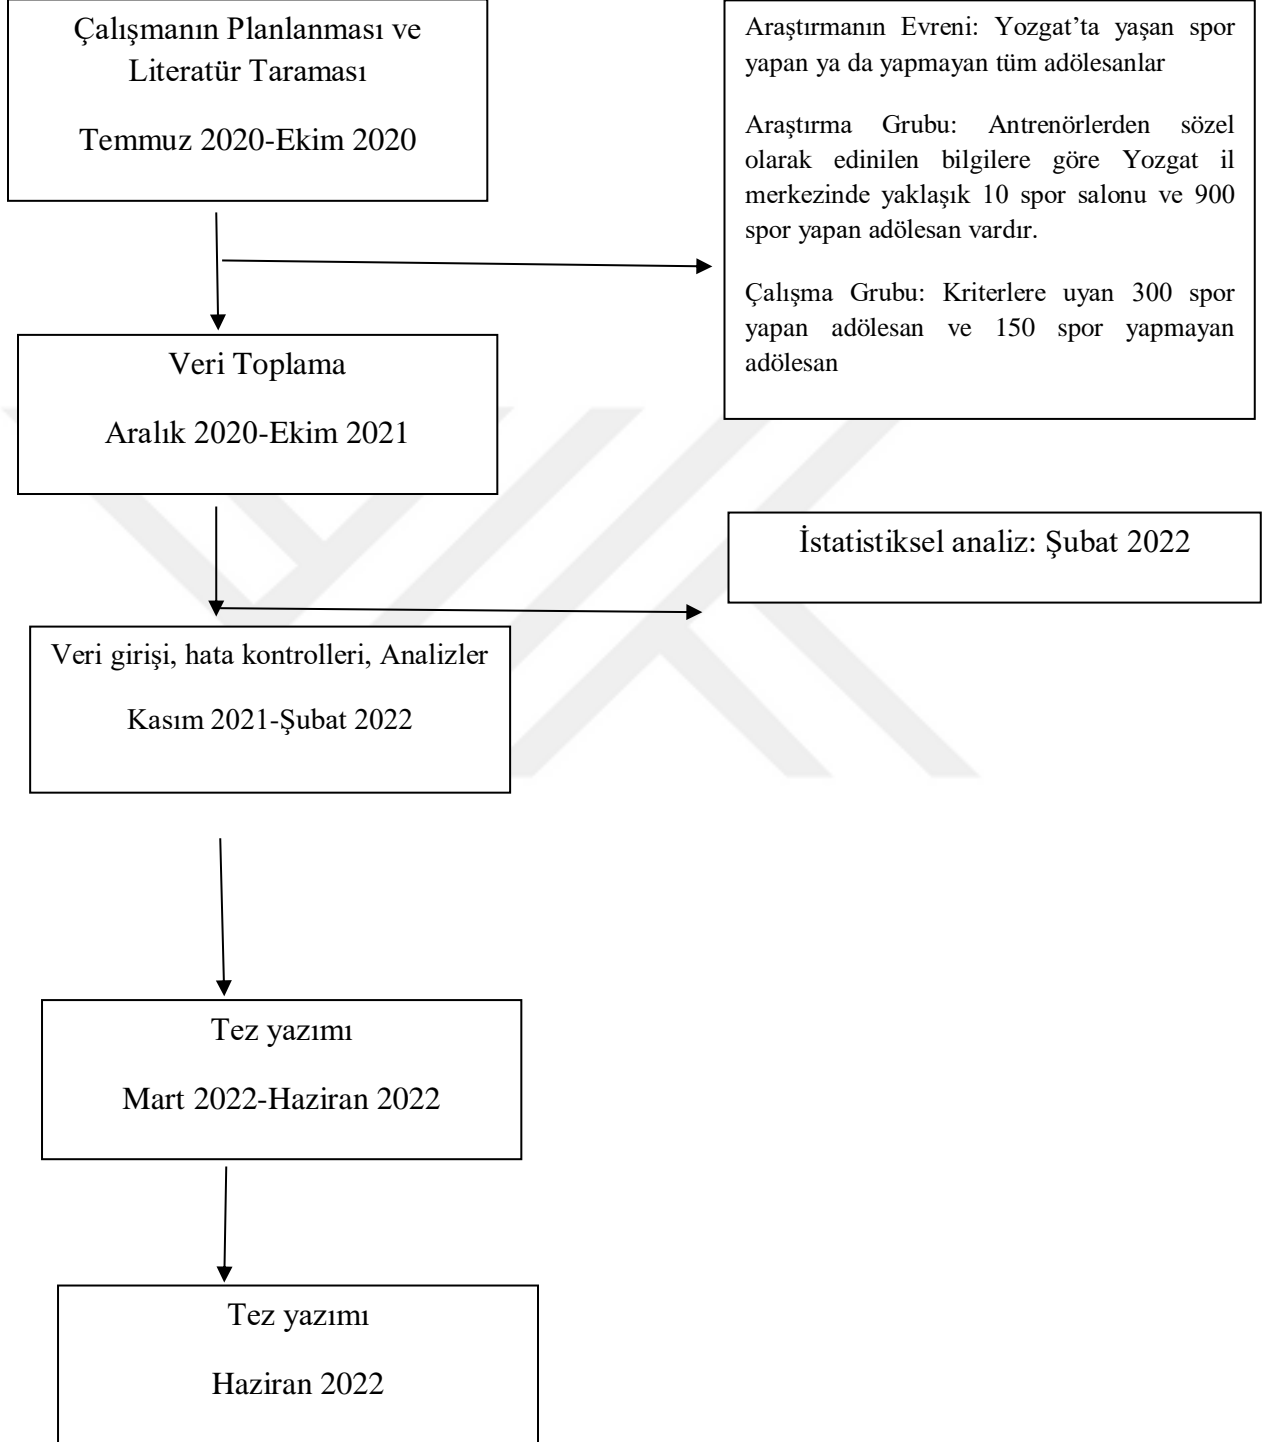 Çalışmanın Planlanması ve
Literatür Taraması
Temmuz 2020-Ekim 2020
Araştırmanın Evreni: Yozgat’ta yaşan spor
yapan ya da yapmayan tüm adölesanlar
Araştırma Grubu: Antrenörlerden sözel
olarak edinilen bilgilere göre Yozgat il
merkezinde yaklaşık 10 spor salonu ve 900
spor yapan adölesan vardır.
Çalışma Grubu: Kriterlere uyan 300 spor
yapan adölesan ve 150 spor yapmayan
adölesan
Veri Toplama
Aralık 2020-Ekim 2021
İstatistiksel analiz: Şubat 2022
Veri girişi, hata kontrolleri, Analizler
Kasım 2021-Şubat 2022
Tez yazımı
Mart 2022-Haziran 2022
Tez yazımı
Haziran 2022